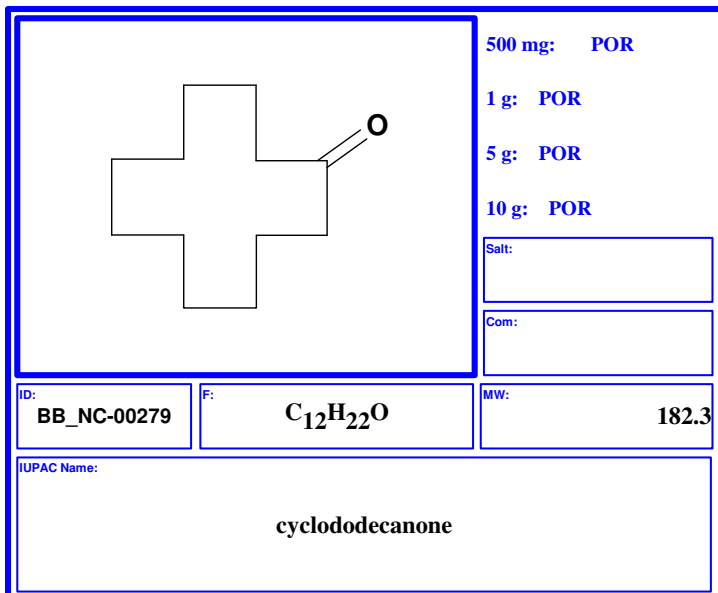 O
500 mg: POR
1 g: POR
5 g: POR
10 g: POR
Salt:
Com:
ID:
BB_NC-00279
F:
C12H22O
MW:
182.3
IUPAC Name:
cyclododecanone